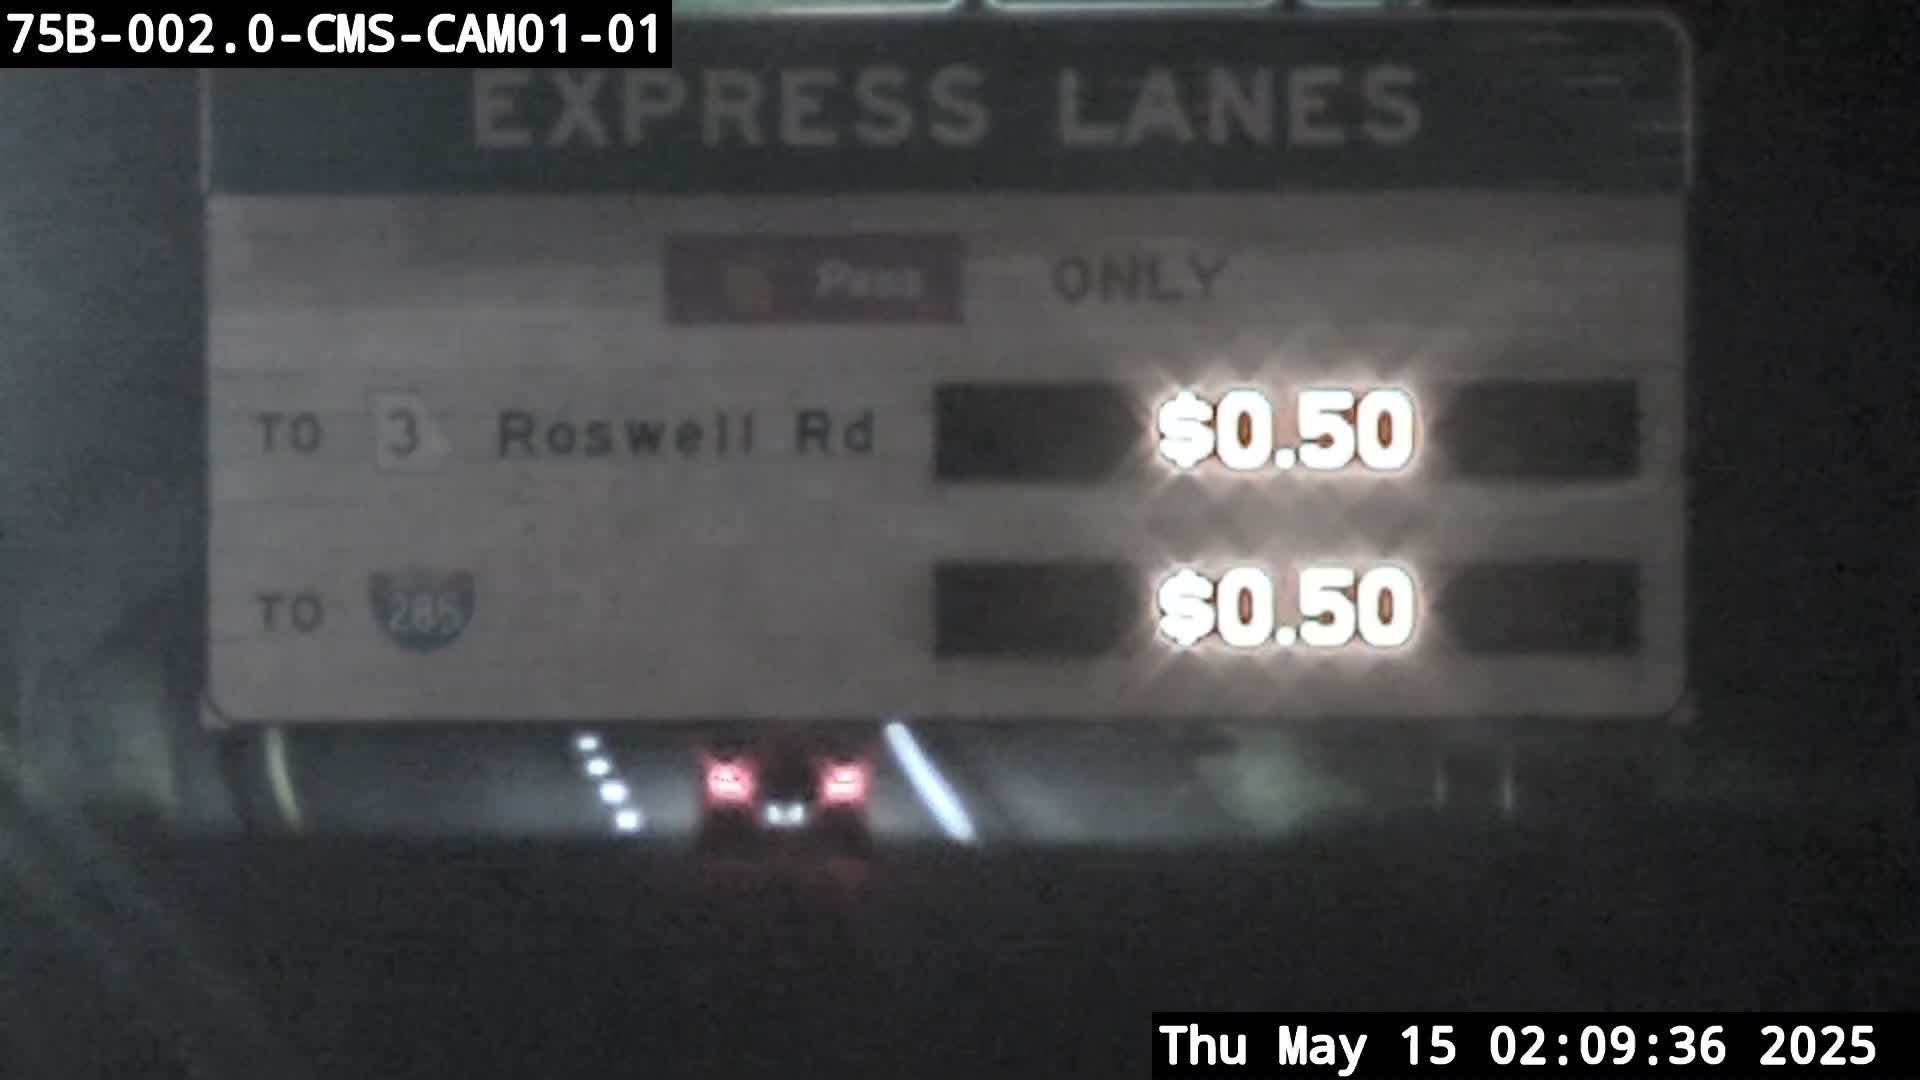 75B-002.0-CMS-CAM01-01
EXPRESS LANES
Pass ONLY
TO 3 Roswell Rd $0.50
TO 285 $0.50
Thu May 15 02:09:36 2025